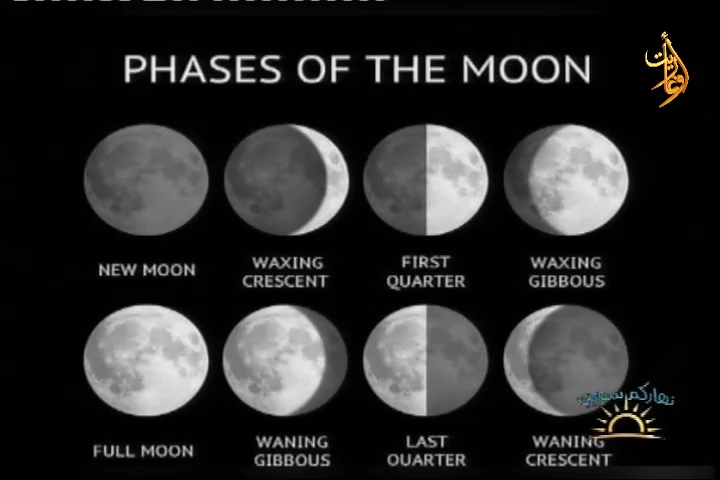 PHASES OF THE MOON
NEW MOON
WAXING
CRESCENT
FIRST
QUARTER
WAXING
GIBBOUS
FULL MOON
WANING
GIBBOUS
LAST
QUARTER
WANING
CRESCENT